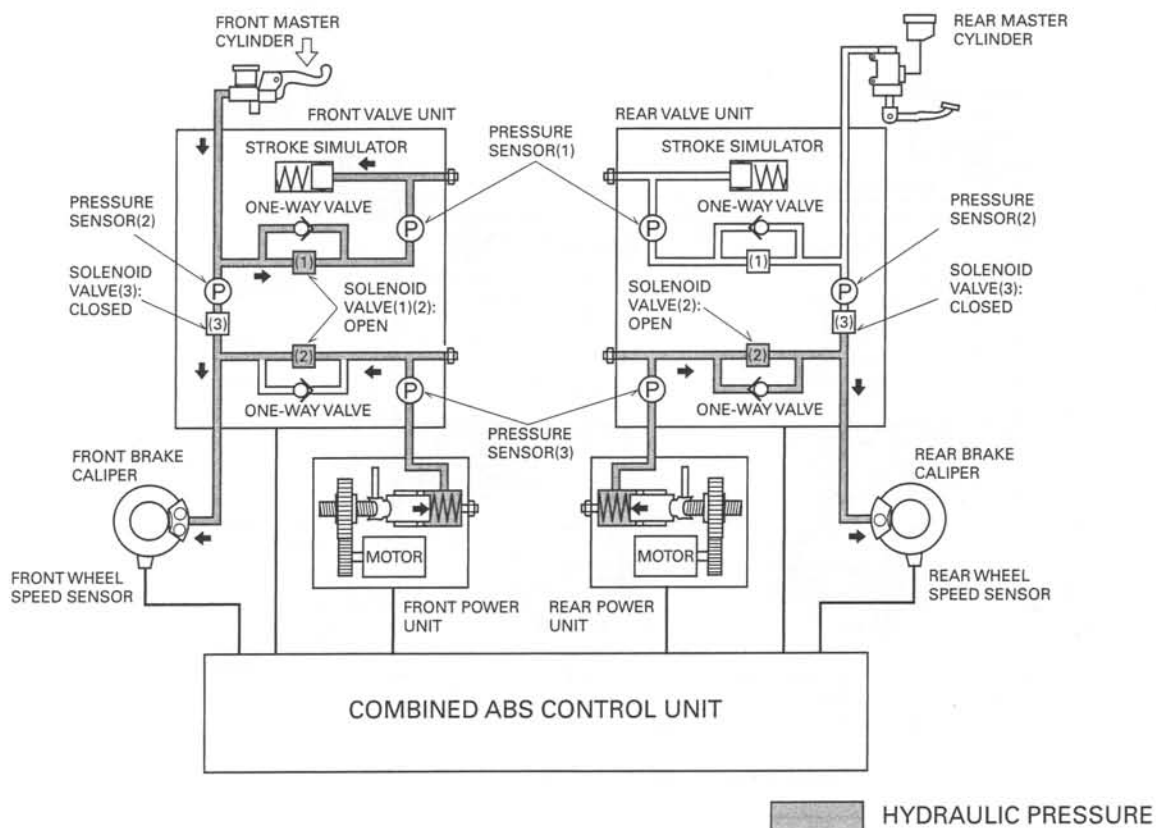 FRONT MASTER
CYLINDER
REAR MASTER
CYLINDER
FRONT VALVE UNIT
STROKE SIMULATOR
PRESSURE
SENSOR(1)
REAR VALVE UNIT
STROKE SIMULATOR
PRESSURE
SENSOR(2)
ONE-WAY VALVE
P
(1)
P
SOLENOID
VALVE(3):
CLOSED
(3)
SOLENOID
VALVE(1)(2):
OPEN
(2)
ONE-WAY VALVE
P
P
ONE-WAY VALVE
(1)
PRESSURE
SENSOR(2)
P
SOLENOID
VALVE(2):
OPEN
SOLENOID
VALVE(3):
CLOSED
(3)
(2)
P
ONE-WAY VALVE
PRESSURE
SENSOR(3)
FRONT BRAKE
CALIPER
REAR BRAKE
CALIPER
MOTOR
MOTOR
FRONT WHEEL
SPEED SENSOR
FRONT POWER
UNIT
REAR POWER
UNIT
REAR WHEEL
SPEED SENSOR
COMBINED ABS CONTROL UNIT
HYDRAULIC PRESSURE